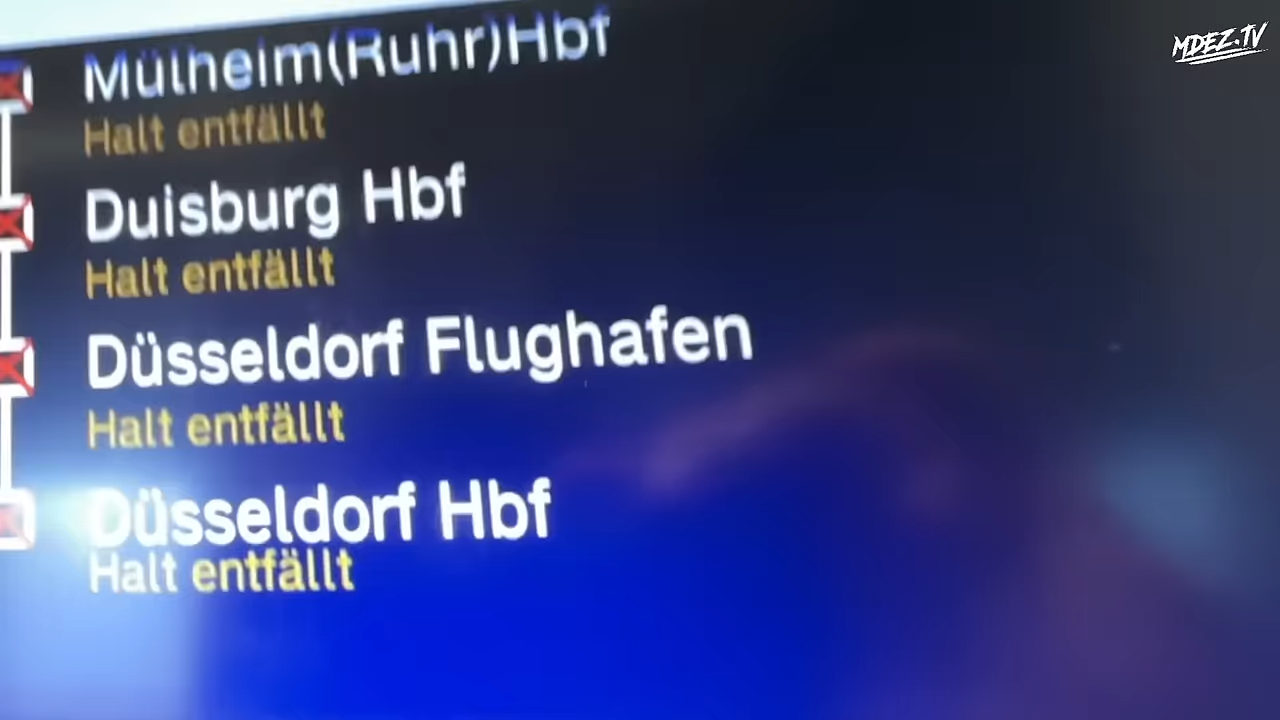 MDEZ.TV
Mülheim(Ruhr)Hbf
Halt entfällt
Duisburg Hbf
Halt entfällt
Düsseldorf Flughafen
Halt entfällt
Düsseldorf Hbf
Halt entfällt